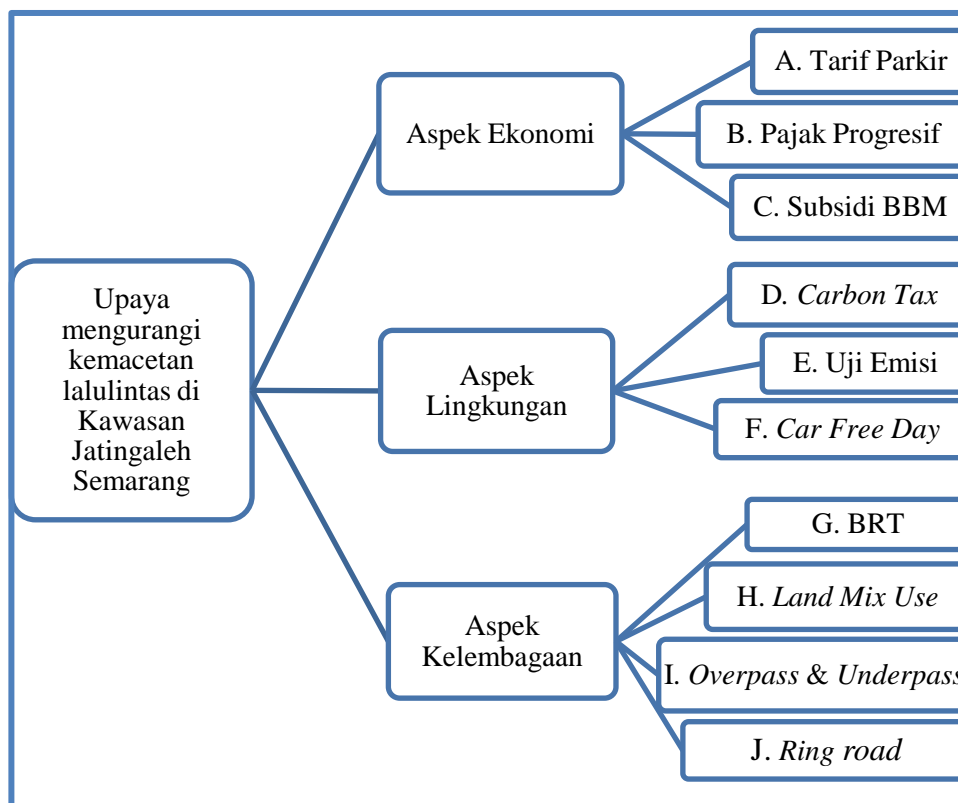 Upaya
mengurangi
kemacetan
lalulintas di
Kawasan
Jatingaleh
Semarang
Aspek Ekonomi
A. Tarif Parkir
B. Pajak Progresif
C. Subsidi BBM
Aspek
Lingkungan
D. Carbon Tax
E. Uji Emisi
F. Car Free Day
Aspek
Kelembagaan
G. BRT
H. Land Mix Use
I. Overpass & Underpass
J. Ring road